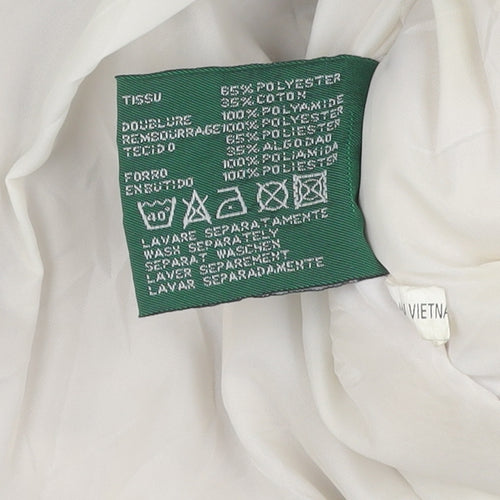 TISSU 65% POLYESTER
35% COTON
DOUBLURE 100% POLYAMIDE
REMBOURRAGE 100% POLYESTER
TECIDO 65% POLIESTER
35% ALGODAO
FORRO 100% POLIAMIDA
ENBUTIDO 100% POLIESTER
40°
LAVARE SEPARATAMENTE
WASH SEPARATELY
SEPARAT WASCHEN
LAVER SEPAREMENT
LAVAR SEPARADAMENTE
VIETNA